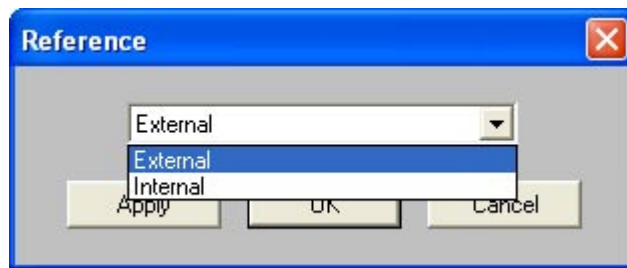 Reference
External
External
Internal
Apply OK Cancel